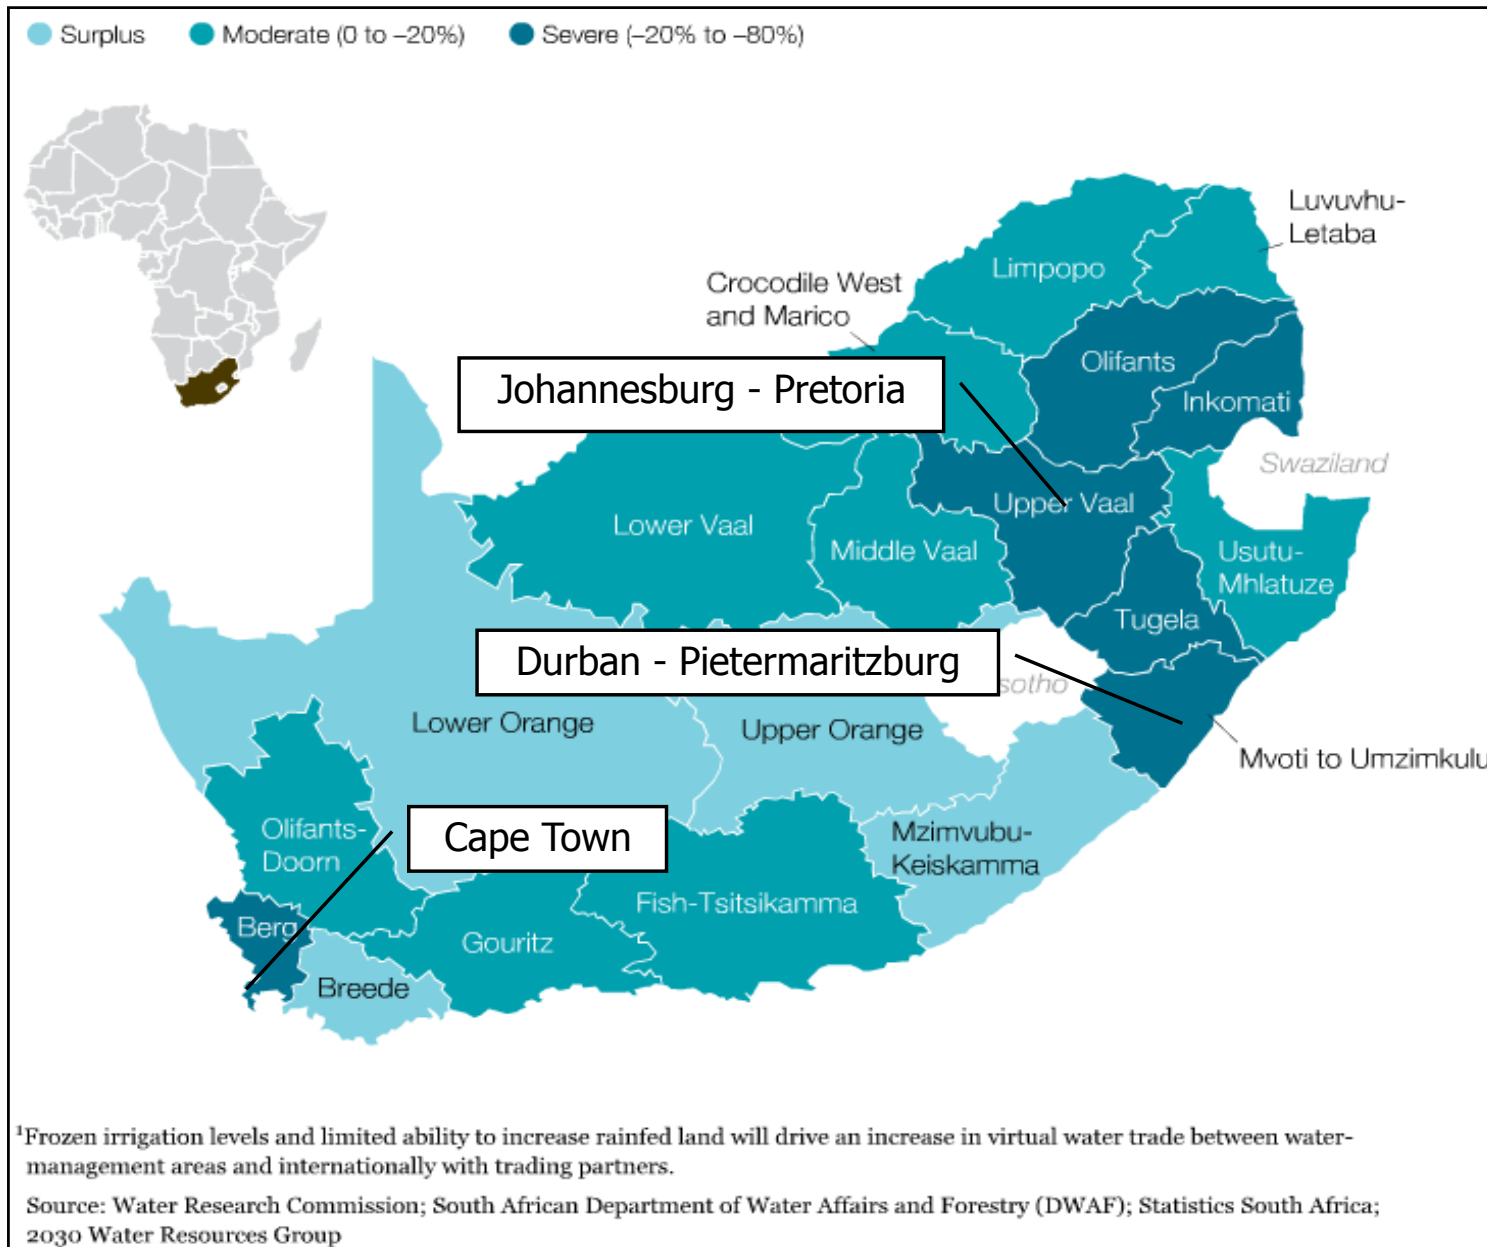 Surplus
Moderate (0 to –20%)
Severe (–20% to –80%)
Luvuvhu-
Letaba
Limpopo
Crocodile West
and Marico
Olifants
Johannesburg - Pretoria
Inkomati
Swaziland
Upper Vaal
Lower Vaal
Middle Vaal
Usutu-
Mhlatuze
Tugela
Durban - Pietermaritzburg
sotho
Lower Orange
Upper Orange
Mvoti to Umzimkulu
Olifants-
Doorn
Cape Town
Mzimvubu-
Keiskamma
Fish-Tsitsikamma
Berg
Gouritz
Breede
¹Frozen irrigation levels and limited ability to increase rainfed land will drive an increase in virtual water trade between water-
management areas and internationally with trading partners.
Source: Water Research Commission; South African Department of Water Affairs and Forestry (DWAF); Statistics South Africa;
2030 Water Resources Group